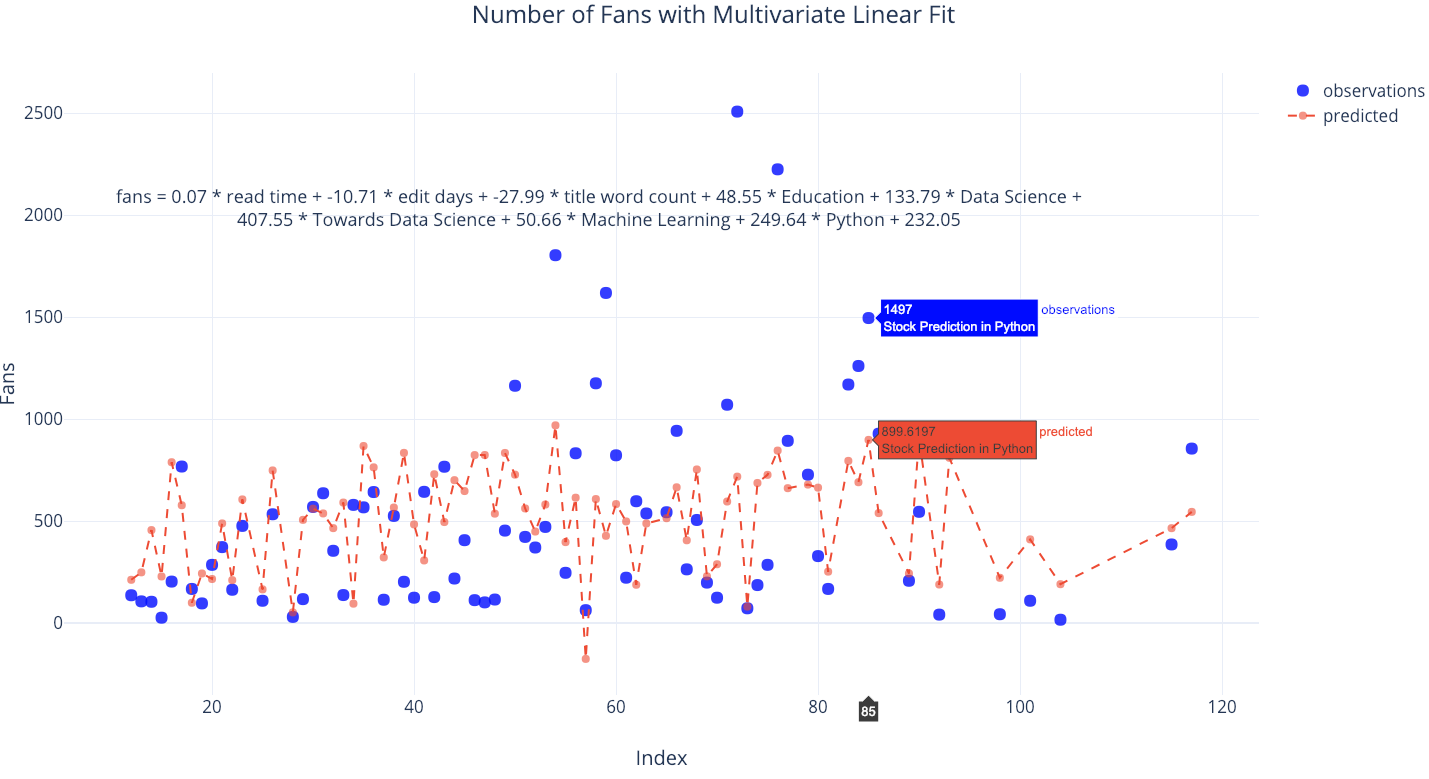 Number of Fans with Multivariate Linear Fit
observations
predicted
2500
2000
1500
1000
500
0
Fans
fans = 0.07 * read time + -10.71 * edit days + -27.99 * title word count + 48.55 * Education + 133.79 * Data Science +
407.55 * Towards Data Science + 50.66 * Machine Learning + 249.64 * Python + 232.05
1497
Stock Prediction in Python
observations
899.6197
Stock Prediction in Python
predicted
20
40
60
80
85
100
120
Index